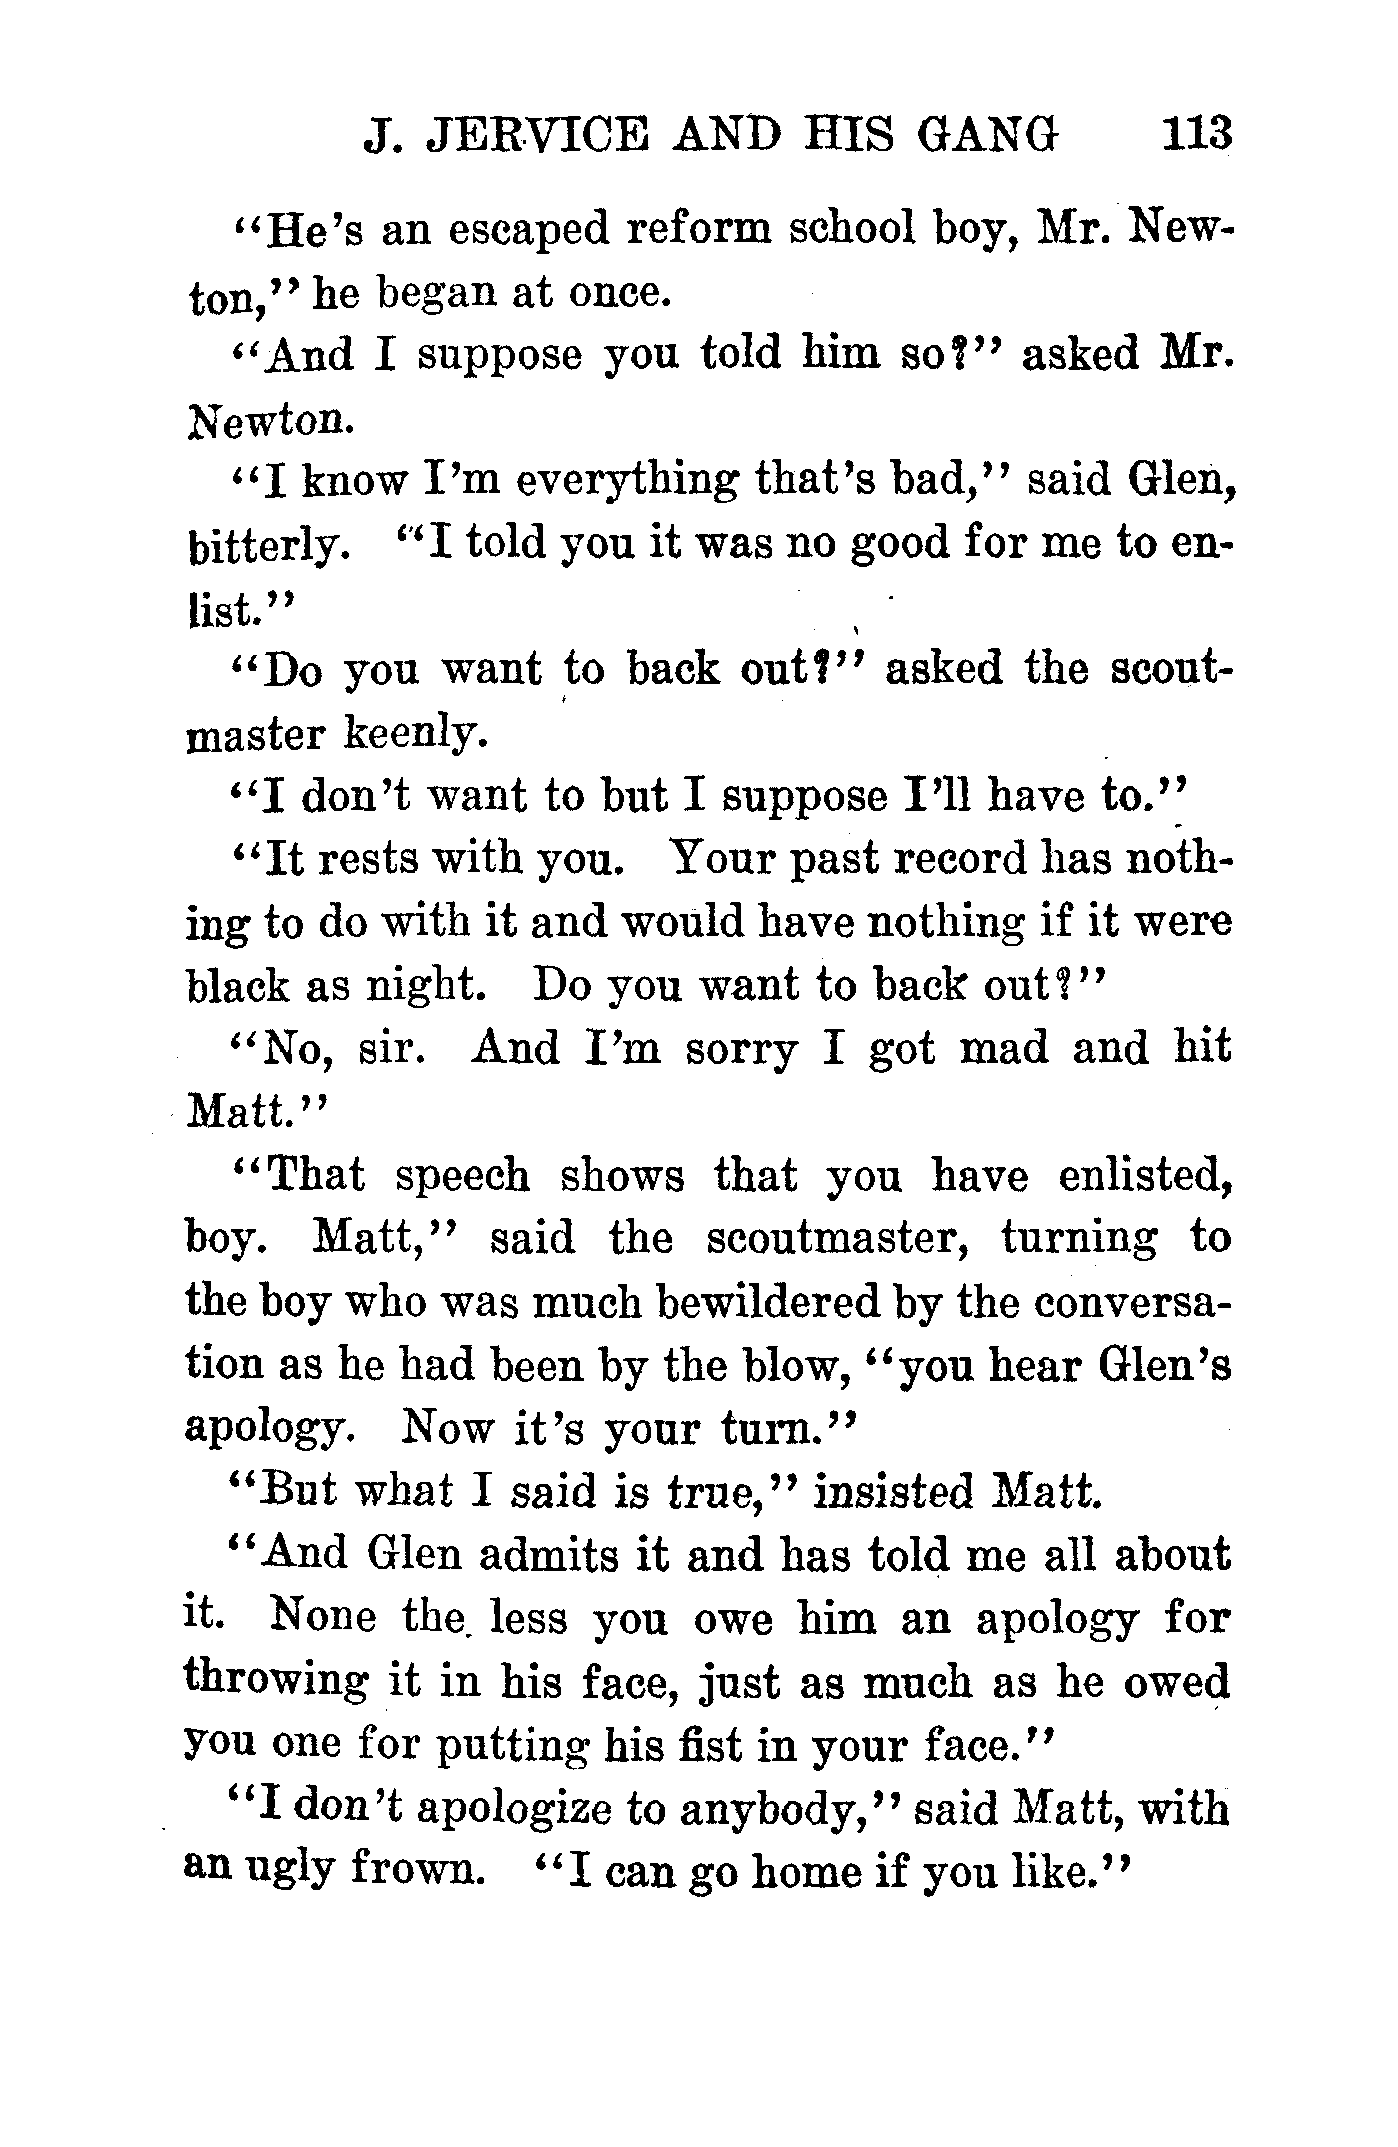 J. JERVICE AND HIS GANG 113
"He's an escaped reform school boy, Mr. New-
ton," he began at once.
"And I suppose you told him so?" asked Mr.
Newton.
"I know I'm everything that's bad," said Glen,
bitterly. "I told you it was no good for me to en-
list."
"Do you want to back out?" asked the scout-
master keenly.
"I don't want to but I suppose I'll have to."
"It rests with you. Your past record has noth-
ing to do with it and would have nothing if it were
black as night. Do you want to back out?"
"No, sir. And I'm sorry I got mad and hit
Matt."
"That speech shows that you have enlisted,
boy. Matt," said the scoutmaster, turning to
the boy who was much bewildered by the conversa-
tion as he had been by the blow, "you hear Glen's
apology. Now it's your turn."
"But what I said is true," insisted Matt.
"And Glen admits it and has told me all about
it. None the less you owe him an apology for
throwing it in his face, just as much as he owed
you one for putting his fist in your face."
"I don't apologize to anybody," said Matt, with
an ugly frown. "I can go home if you like."